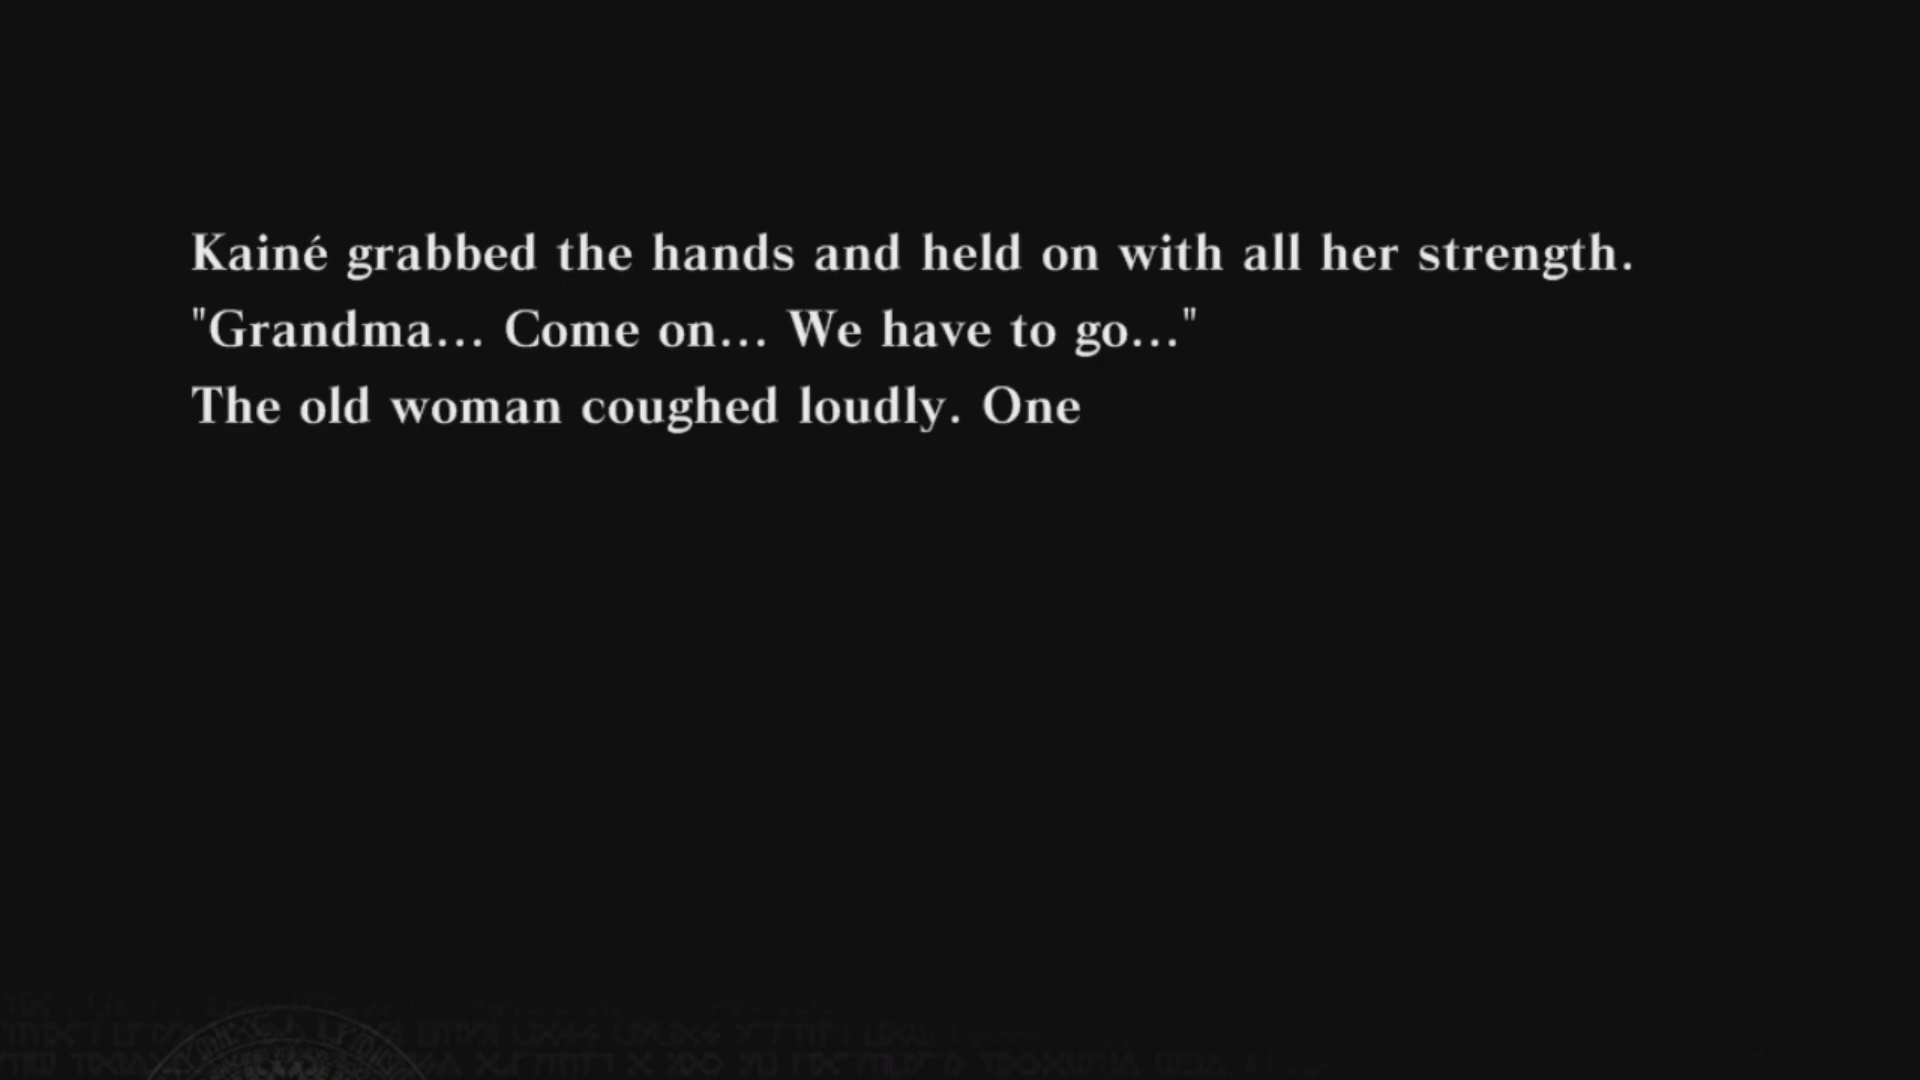 Kainé grabbed the hands and held on with all her strength.
"Grandma... Come on... We have to go..."
The old woman coughed loudly. One